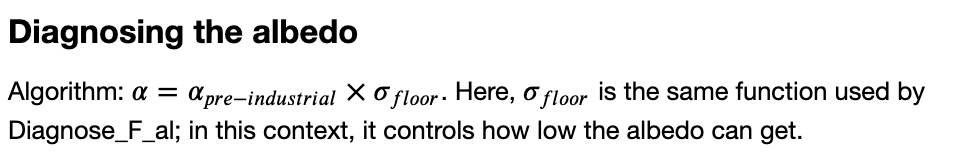 Diagnosing the albedo
Algorithm: α = α_{pre−industrial} × σ_{floor}. Here, σ_{floor} is the same function used by
Diagnose_F_al; in this context, it controls how low the albedo can get.